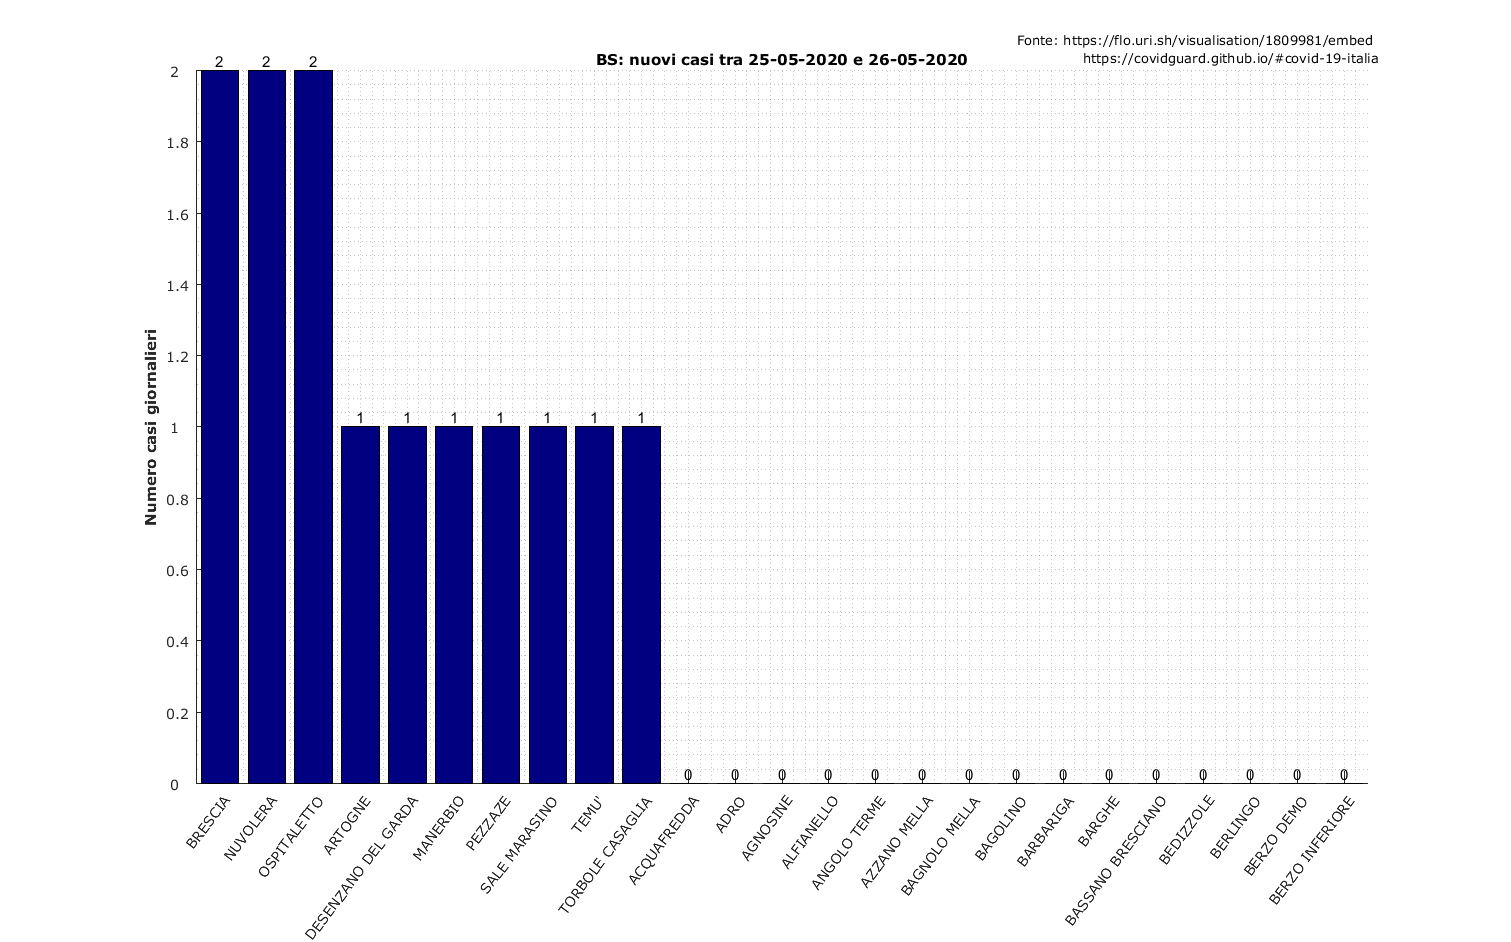 Fonte: https://flo.uri.sh/visualisation/1809981/embed
https://covidguard.github.io/#covid-19-italia
BS: nuovi casi tra 25-05-2020 e 26-05-2020
Numero casi giornalieri
2
1.8
1.6
1.4
1.2
1
0.8
0.6
0.4
0.2
0
2 2 2 1 1 1 1 1 1 1 0 0 0 0 0 0 0 0 0 0 0 0 0 0 0
BRESCIA
NUVOLERA
OSPITALETTO
ARTOGNE
DESENZANO DEL GARDA
MANERBIO
PEZZAZE
SALE MARASINO
TEMU'
TORBOLE CASAGLIA
ACQUAFREDDA
ADRO
AGNOSINE
ALFIANELLO
ANGOLO TERME
AZZANO MELLA
BAGNOLO MELLA
BAGOLINO
BARBARIGA
BARGHE
BASSANO BRESCIANO
BEDIZZOLE
BERLINGO
BERZO DEMO
BERZO INFERIORE